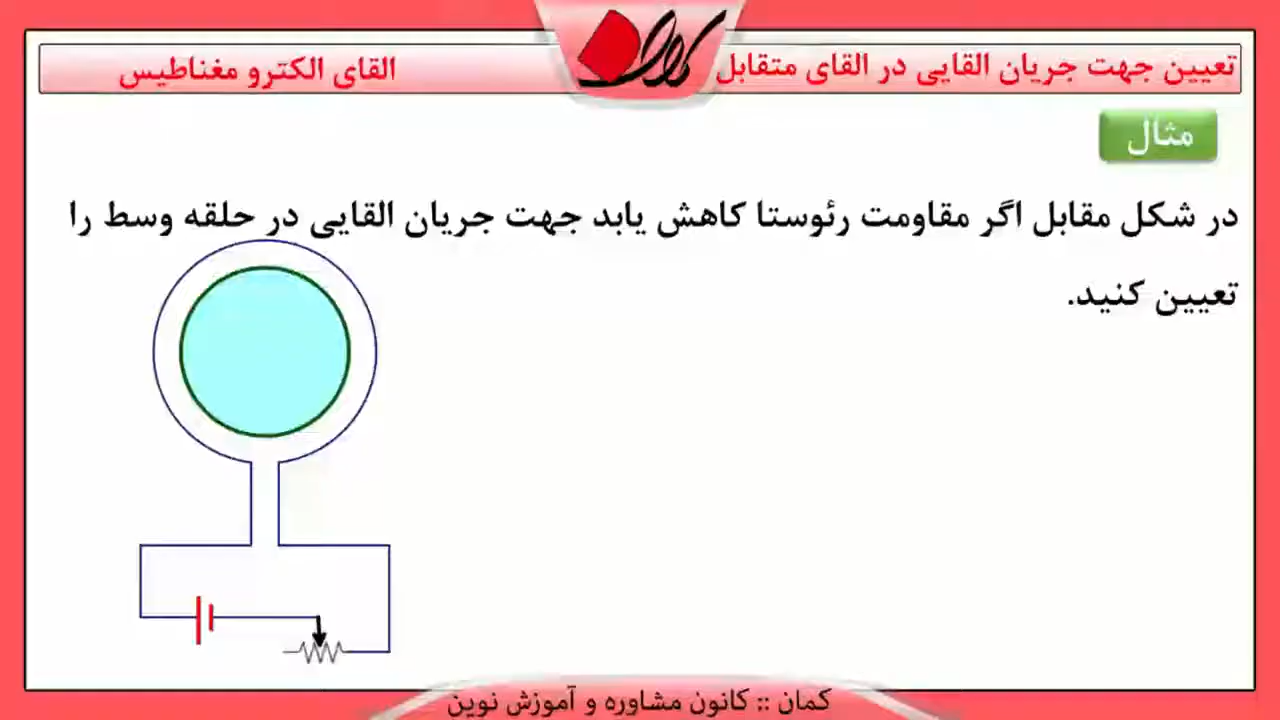 تعیین جهت جریان القایی در القای متقابل
کمان
القای الکترو مغناطیس
مثال
در شکل مقابل اگر مقاومت رئوستا کاهش یابد جهت جریان القایی در حلقه وسط را
تعیین کنید.
کمان :: کانون مشاوره و آموزش نوین